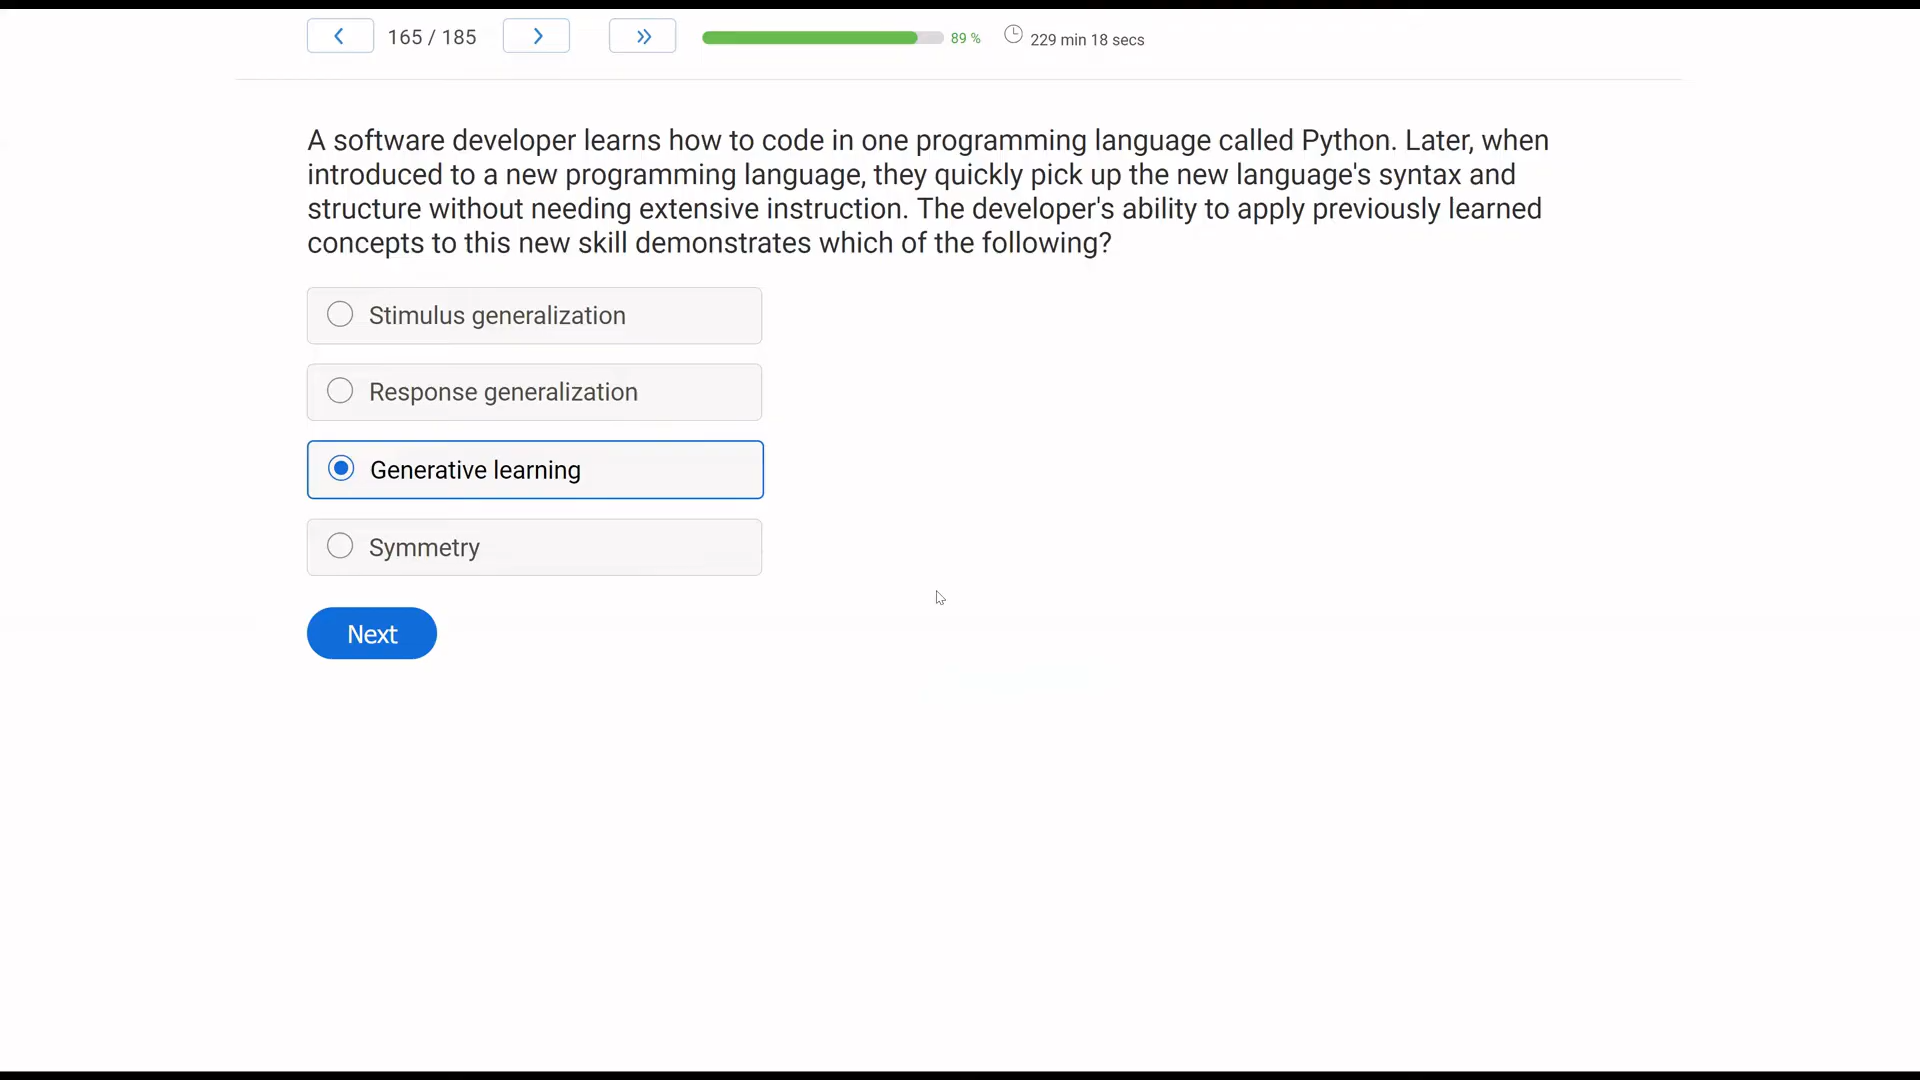 165 / 185
89 %
229 min 18 secs
A software developer learns how to code in one programming language called Python. Later, when
introduced to a new programming language, they quickly pick up the new language's syntax and
structure without needing extensive instruction. The developer's ability to apply previously learned
concepts to this new skill demonstrates which of the following?
Stimulus generalization
Response generalization
Generative learning
Symmetry
Next